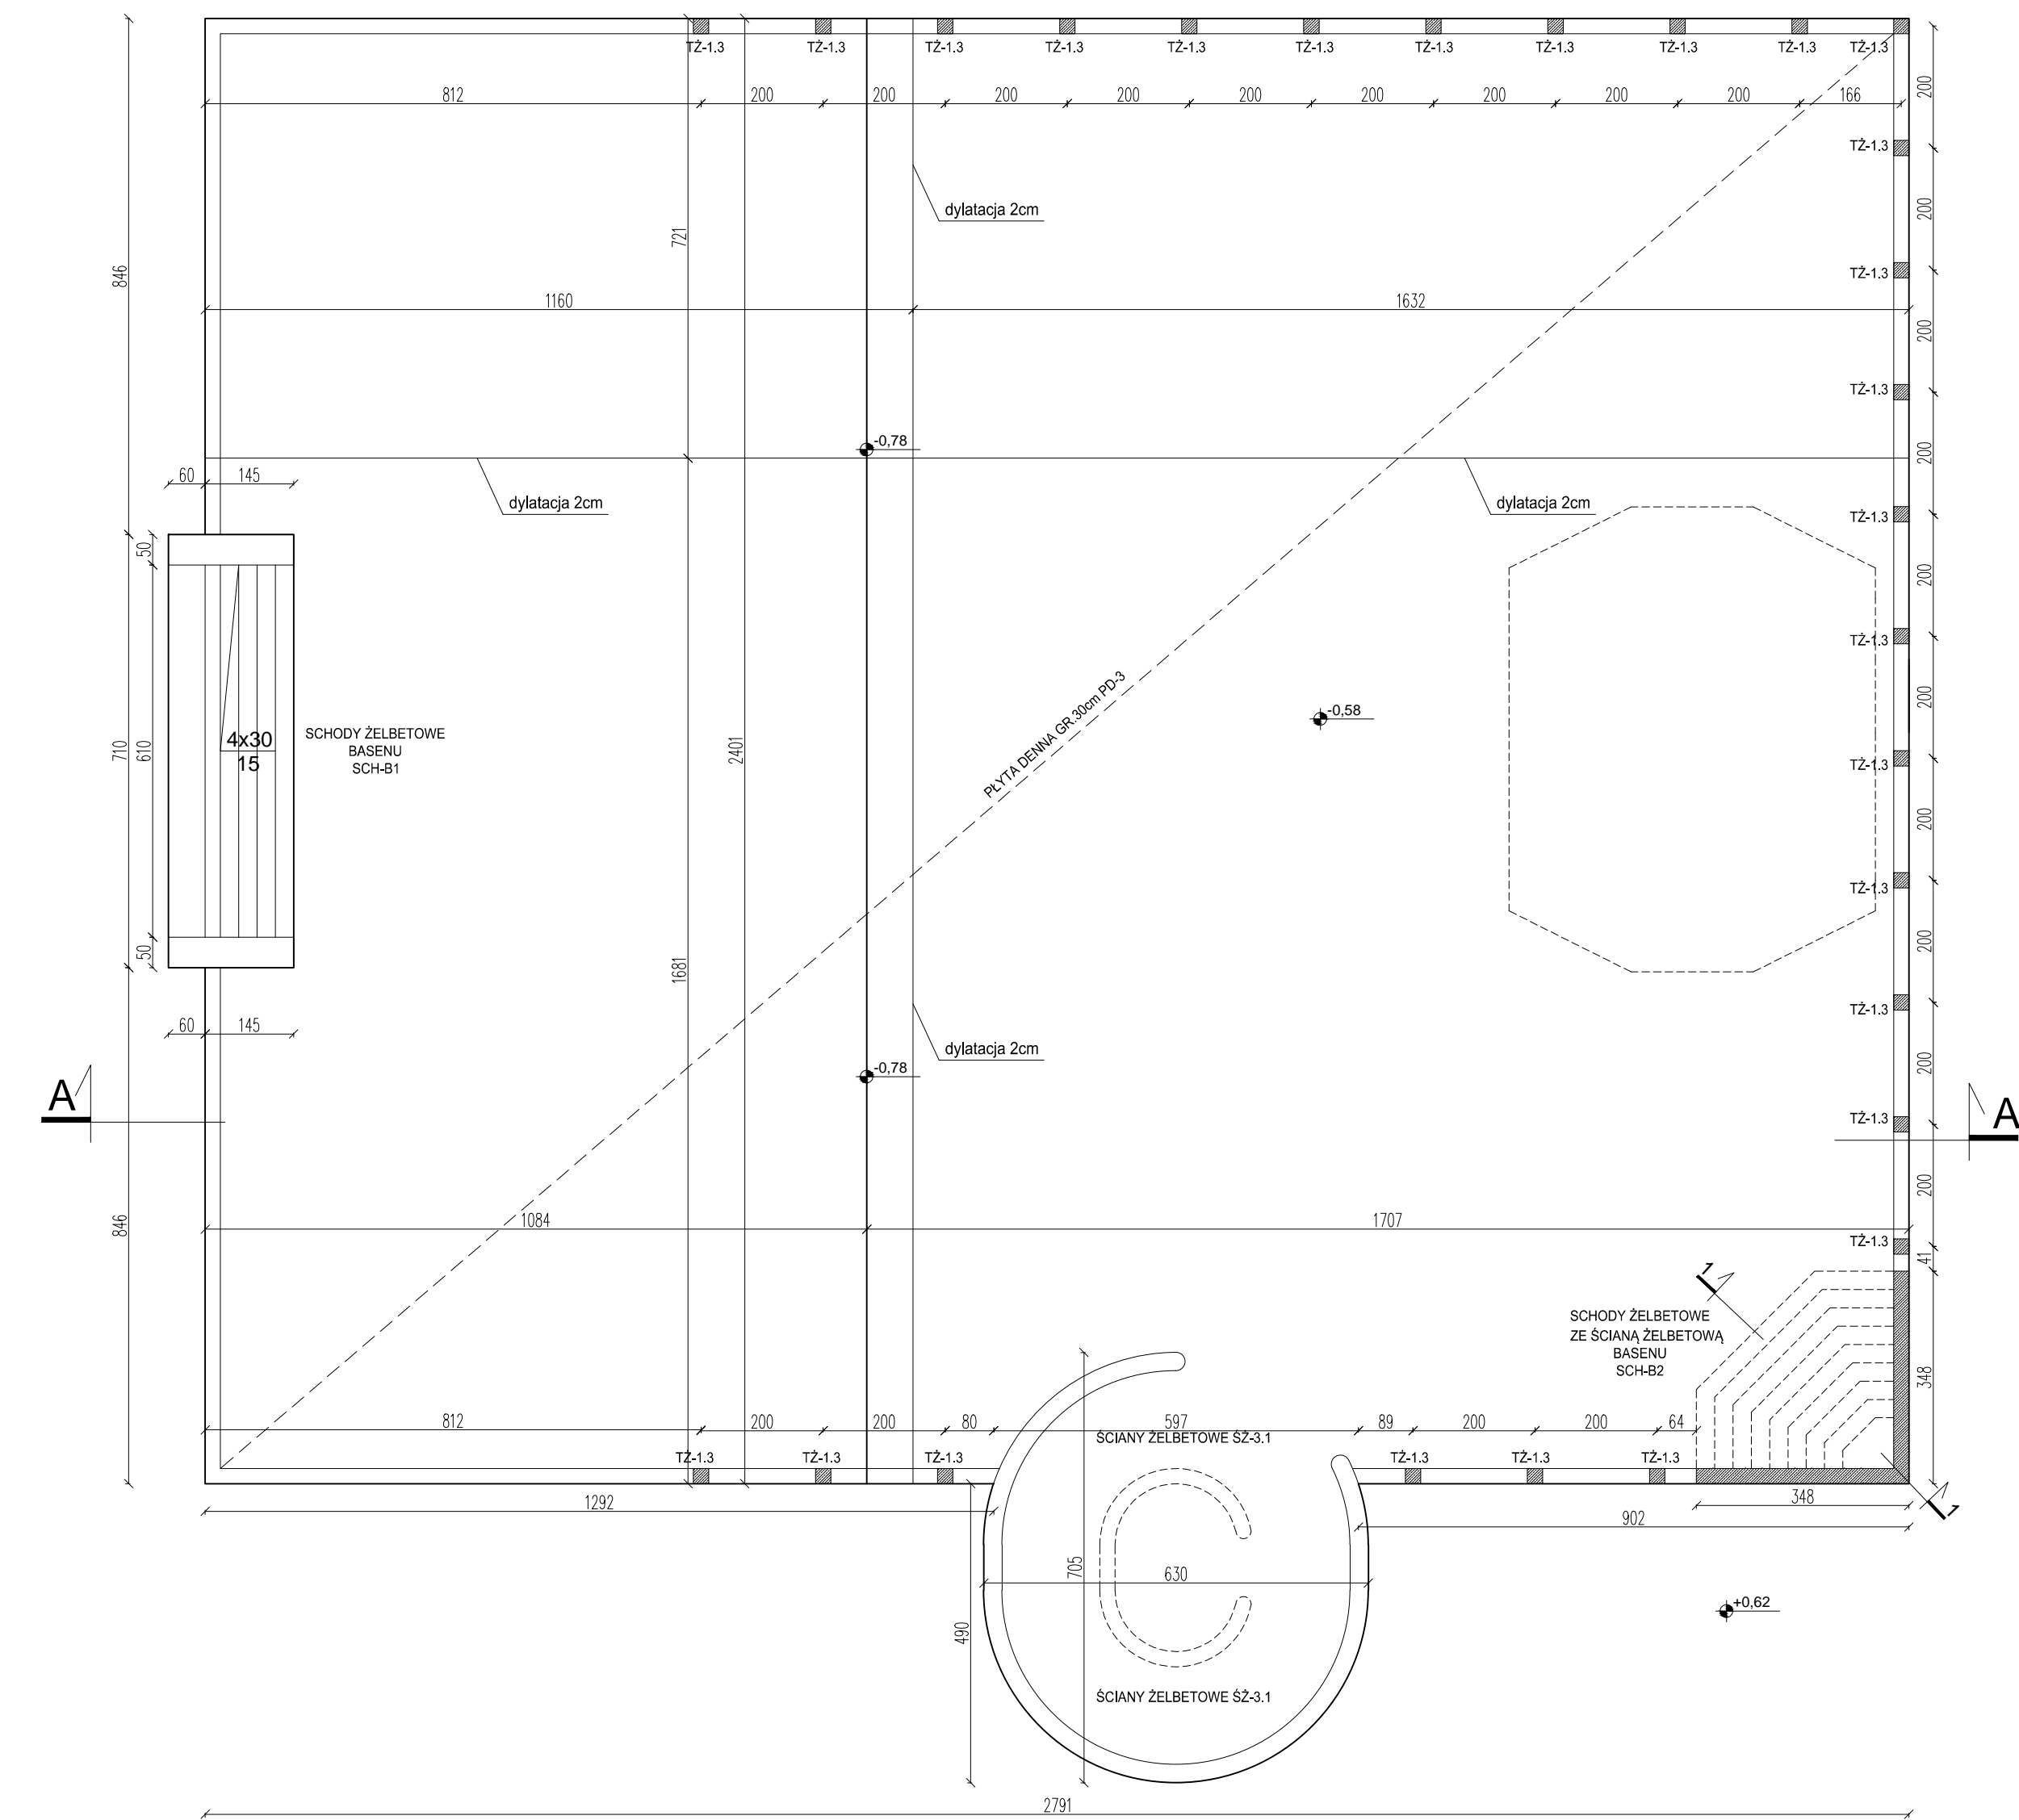 TŻ-1.3 TŻ-1.3 TŻ-1.3 TŻ-1.3 TŻ-1.3 TŻ-1.3 TŻ-1.3 TŻ-1.3 TŻ-1.3 TŻ-1.3 TŻ-1.3
812 200 200 200 200 200 200 200 200 200 166
200
TŻ-1.3
200
dylatacja 2cm
721
846
TŻ-1.3
1160 1632
200
TŻ-1.3
-0,78
200
60 145
dylatacja 2cm
dylatacja 2cm
TŻ-1.3
50
200
TŻ-1.3
200
PŁYTA DENNA GR.30cm PD-3
-0,58
SCHODY ŻELBETOWE
BASENU
SCH-B1
4x30
15
710
610
2401
TŻ-1.3
200
TŻ-1.3
200
50
1681
TŻ-1.3
60 145
dylatacja 2cm
200
-0,78
A
A
TŻ-1.3
200
846
1084 1707
TŻ-1.3
41
1
SCHODY ŻELBETOWE
ZE ŚCIANĄ ŻELBETOWĄ
BASENU
SCH-B2
348
812 200 200 80 597 89 200 200 64
ŚCIANY ŻELBETOWE ŚŻ-3.1
TŻ-1.3 TŻ-1.3 TŻ-1.3 TŻ-1.3 TŻ-1.3 TŻ-1.3
1292
348
1
902
705
630
490
+0,62
ŚCIANY ŻELBETOWE ŚŻ-3.1
2791